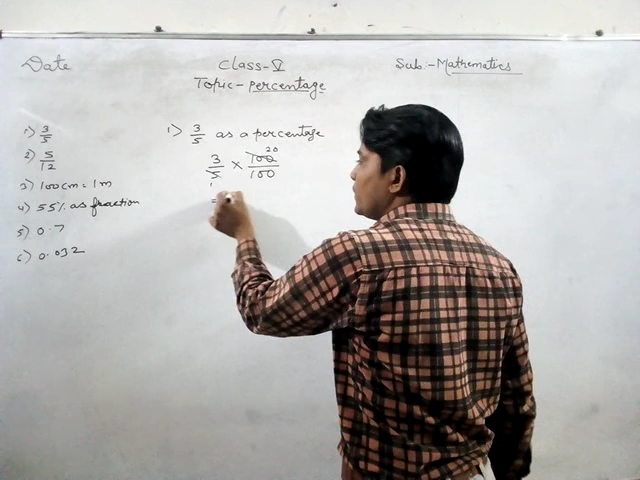 Date
Class-V
Sub-Mathematics
Topic-percentage
1) 3/5
2) 5/12
3) 100cm = 1m
4) 55% as fraction
5) 0.7
6) 0.032
1) 3/5 as a percentage
3/5 × 100/100
20
1
=